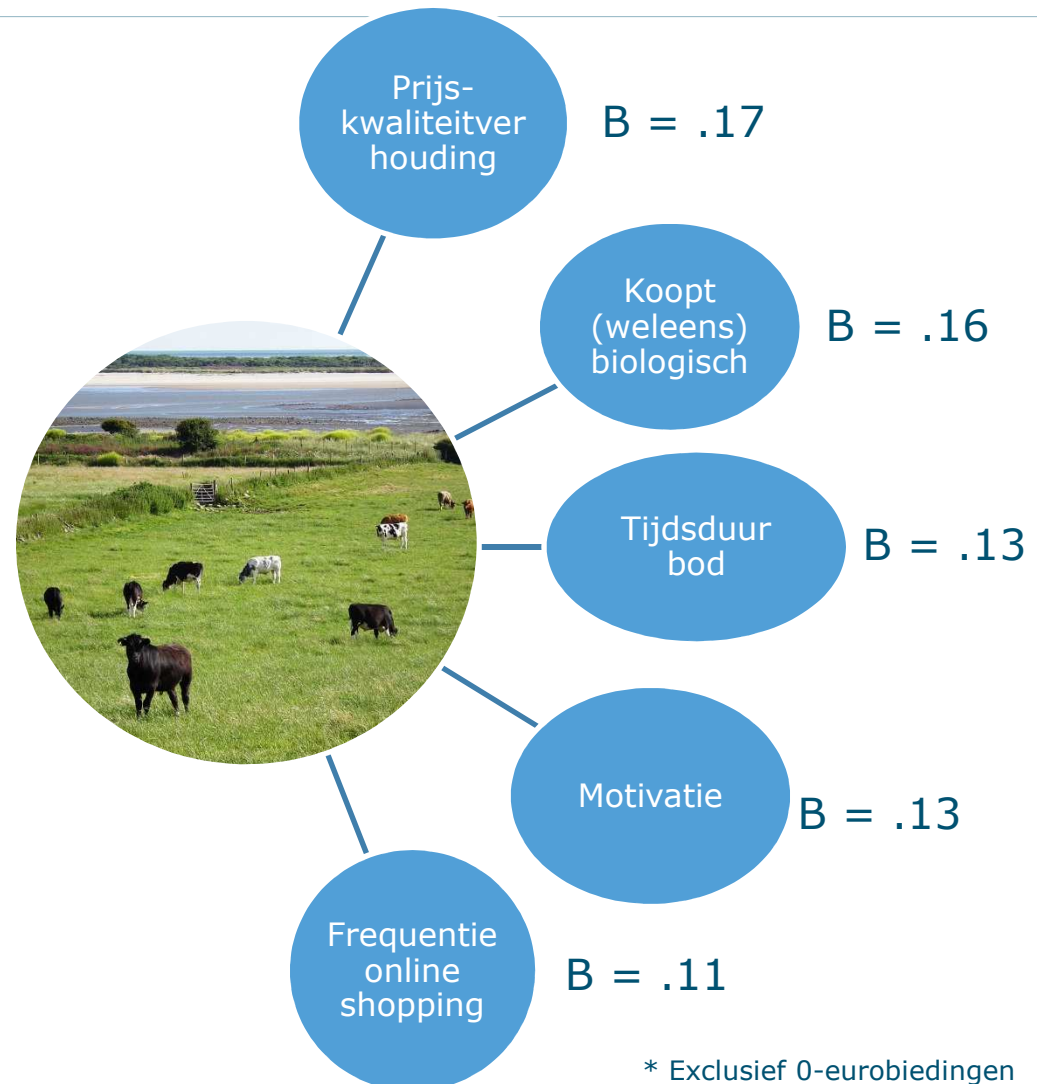 Prijs-
kwaliteitver
houding
B = .17
Koopt
(weleens)
biologisch
B = .16
Tijdsduur
bod
B = .13
Motivatie
B = .13
Frequentie
online
shopping
B = .11
* Exclusief 0-eurobiedingen